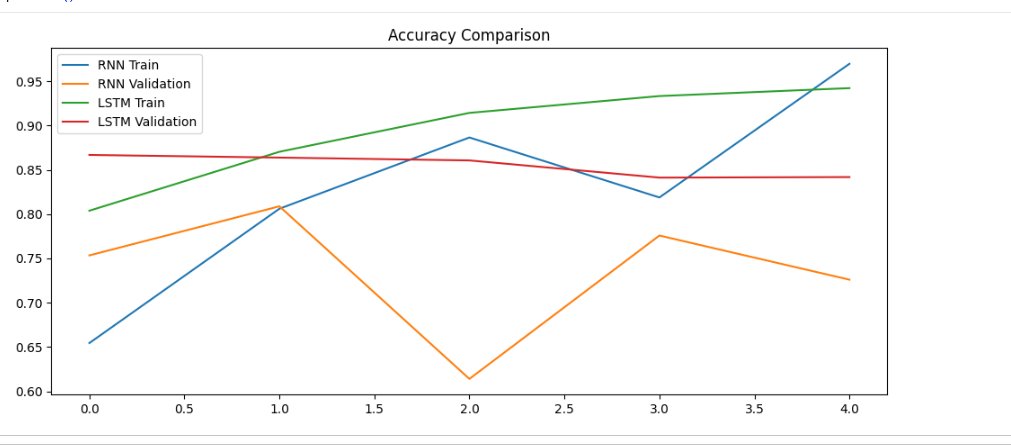 Accuracy Comparison
RNN Train
RNN Validation
LSTM Train
LSTM Validation
0.95
0.90
0.85
0.80
0.75
0.70
0.65
0.60
0.0 0.5 1.0 1.5 2.0 2.5 3.0 3.5 4.0